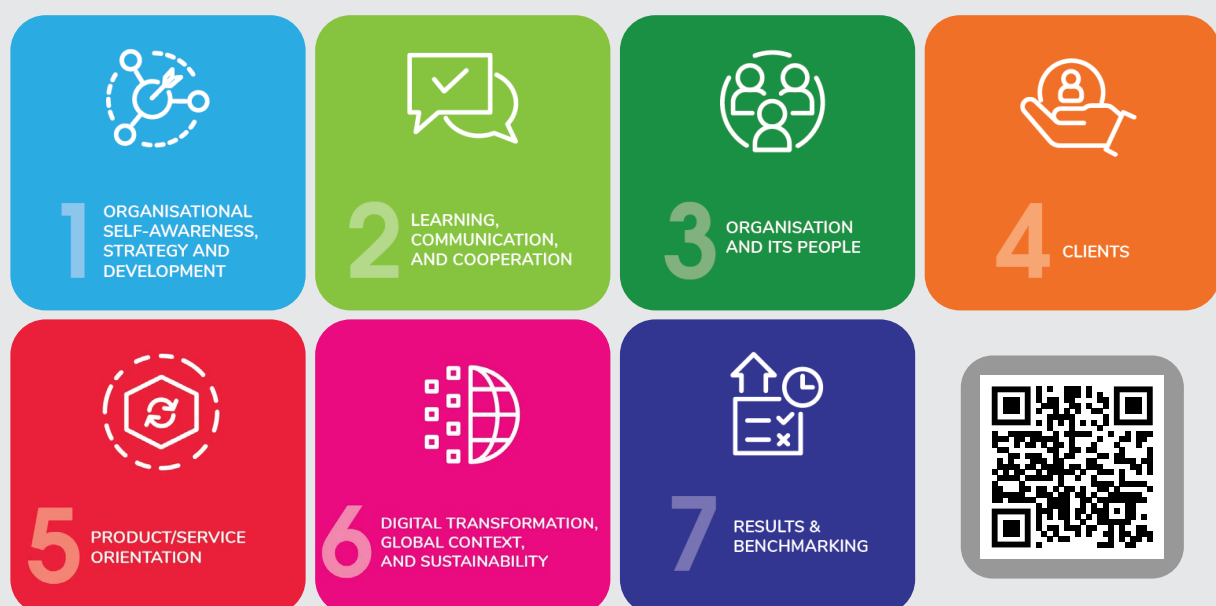 1
ORGANISATIONAL
SELF-AWARENESS,
STRATEGY AND
DEVELOPMENT
2
LEARNING,
COMMUNICATION,
AND COOPERATION
3
ORGANISATION
AND ITS PEOPLE
4
CLIENTS
5
PRODUCT/SERVICE
ORIENTATION
6
DIGITAL TRANSFORMATION,
GLOBAL CONTEXT,
AND SUSTAINABILITY
7
RESULTS &
BENCHMARKING